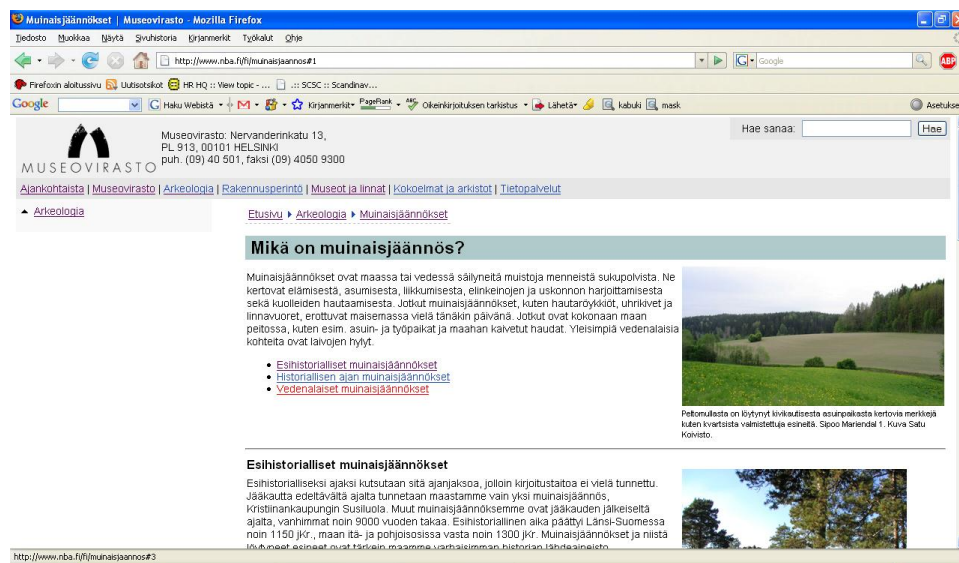 Muinaisjäännökset | Museovirasto - Mozilla Firefox
Tiedosto Muokkaa Näytä Sivuhistoria Kirjanmerkit Työkalut Ohje
http://www.nba.fi/fi/muinaisjaannos#1
G Google
ABP
Firefoxin aloitussivu Uutisotsikot HR HQ :: View topic - ... .:: SCSC :: Scandinav...
Google G Haku Webistä Kirjanmerkit PageRank Oikeinkirjoituksen tarkistus Lähetä kabuki mask Asetukse
Hae sanaa: Hae
MUSEOVIRASTO
Museovirasto: Nervanderinkatu 13,
PL 913, 00101 HELSINKI
puh. (09) 40 501, faksi (09) 4050 9300
Ajankohtaista | Museovirasto | Arkeologia | Rakennusperintö | Museot ja linnat | Kokoelmat ja arkistot | Tietopalvelut
Arkeologia
Etusivu Arkeologia Muinaisjäännökset
Mikä on muinaisjäännös?
Muinaisjäännökset ovat maassa tai vedessä säilyneitä muistoja menneistä sukupolvista. Ne
kertovat elämisestä, asumisesta, liikkumisesta, elinkeinojen ja uskonnon harjoittamisesta
sekä kuolleiden hautaamisesta. Jotkut muinaisjäännökset, kuten hautaröykkiöt, uhrikivet ja
linnavuoret, erottuvat maisemassa vielä tänäkin päivänä. Jotkut ovat kokonaan maan
peitossa, kuten esim. asuin- ja työpaikat ja maahan kaivetut haudat. Yleisimpiä vedenalaisia
kohteita ovat laivojen hylyt.
Esihistorialliset muinaisjäännökset
Historiallisen ajan muinaisjäännökset
Vedenalaiset muinaisjäännökset
Peltomullasta on löytynyt kivikautisesta asuinpaikasta kertovia merkkejä
kuten kvartsista valmistettuja esineitä. Sipoo Mariendal 1. Kuva Satu
Koivisto.
Esihistorialliset muinaisjäännökset
Esihistorialliseksi ajaksi kutsutaan sitä ajanjaksoa, jolloin kirjoitustaitoa ei vielä tunnettu.
Jääkautta edeltävältä ajalta tunnetaan maastamme vain yksi muinaisjäännös,
Kristiinankaupungin Susiluola. Muut muinaisjäännöksemme ovat jääkauden jälkeiseltä
ajalta, vanhimmat noin 9000 vuoden takaa. Esihistoriallinen aika päättyi Länsi-Suomessa
noin 1150 jKr., maan itä- ja pohjoisosissa vasta noin 1300 jKr. Muinaisjäännökset ja niistä
löytyneet esineet ovat tärkein maamme varhaisimman historian lähdeaineisto.
http://www.nba.fi/fi/muinaisjaannos#3